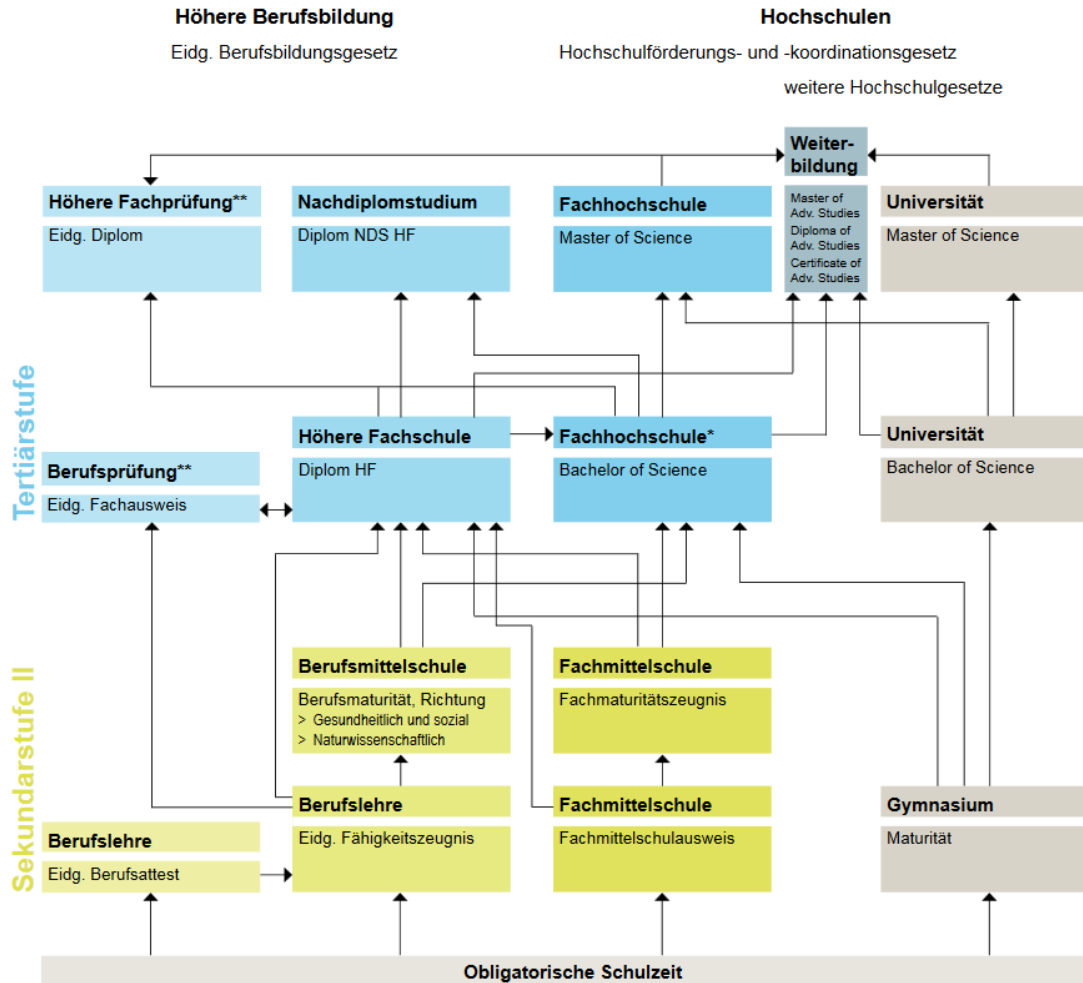 Höhere Berufsbildung
Eidg. Berufsbildungsgesetz
Hochschulen
Hochschulförderungs- und -koordinationsgesetz
weitere Hochschulgesetze
Tertiärstufe
Höhere Fachprüfung**
Eidg. Diplom
Nachdiplomstudium
Diplom NDS HF
Fachhochschule
Master of Science
Weiter-
bildung
Master of
Adv. Studies
Diploma of
Adv. Studies
Certificate of
Adv. Studies
Universität
Master of Science
Berufsprüfung**
Eidg. Fachausweis
Höhere Fachschule
Diplom HF
Fachhochschule*
Bachelor of Science
Universität
Bachelor of Science
Sekundarstufe II
Berufsmittelschule
Berufsmaturität, Richtung
> Gesundheitlich und sozial
> Naturwissenschaftlich
Fachmittelschule
Fachmaturitätszeugnis
Berufslehre
Eidg. Berufsattest
Berufslehre
Eidg. Fähigkeitszeugnis
Fachmittelschule
Fachmittelschulausweis
Gymnasium
Maturität
Obligatorische Schulzeit